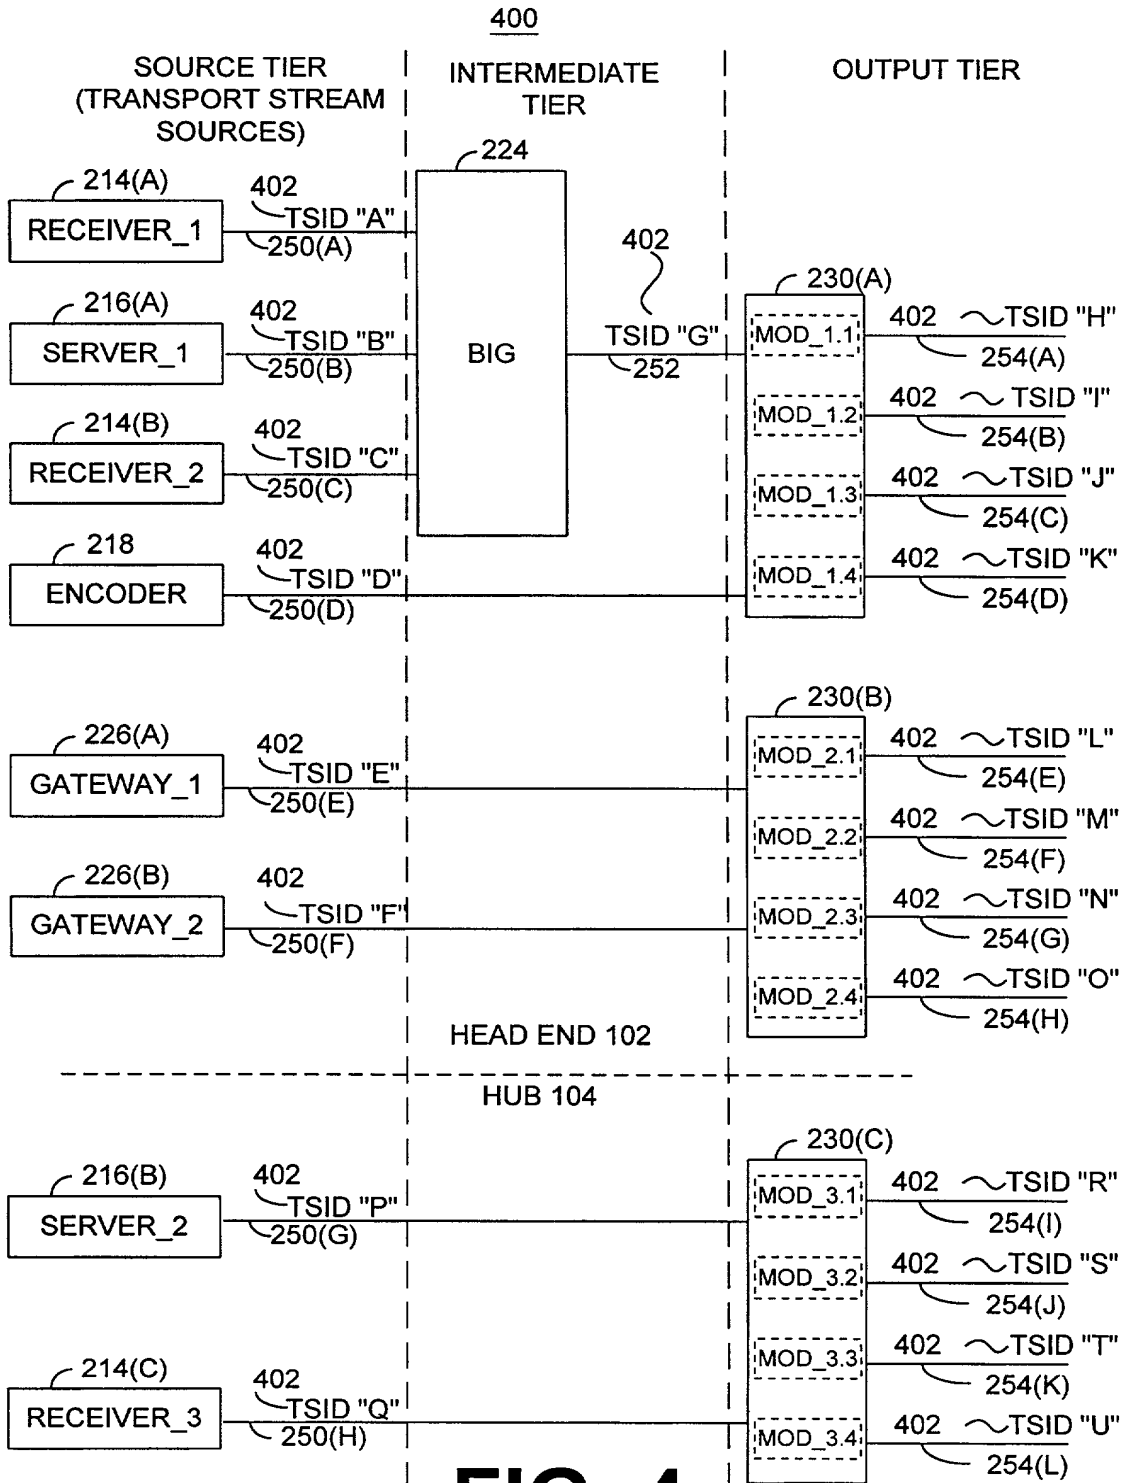 400
SOURCE TIER
(TRANSPORT STREAM
SOURCES)
INTERMEDIATE
TIER
OUTPUT TIER
224
BIG
214(A)
RECEIVER_1
402
TSID "A"
250(A)
216(A)
SERVER_1
402
TSID "B"
250(B)
214(B)
RECEIVER_2
402
TSID "C"
250(C)
218
ENCODER
402
TSID "D"
250(D)
402
TSID "G"
252
230(A)
MOD_1.1
402 TSID "H"
254(A)
MOD_1.2
402 TSID "I"
254(B)
MOD_1.3
402 TSID "J"
254(C)
MOD_1.4
402 TSID "K"
254(D)
226(A)
GATEWAY_1
402
TSID "E"
250(E)
226(B)
GATEWAY_2
402
TSID "F"
250(F)
230(B)
MOD_2.1
402 TSID "L"
254(E)
MOD_2.2
402 TSID "M"
254(F)
MOD_2.3
402 TSID "N"
254(G)
MOD_2.4
402 TSID "O"
254(H)
HEAD END 102
HUB 104
216(B)
SERVER_2
402
TSID "P"
250(G)
214(C)
RECEIVER_3
402
TSID "Q"
250(H)
230(C)
MOD_3.1
402 TSID "R"
254(I)
MOD_3.2
402 TSID "S"
254(J)
MOD_3.3
402 TSID "T"
254(K)
MOD_3.4
402 TSID "U"
254(L)
FIG. 4